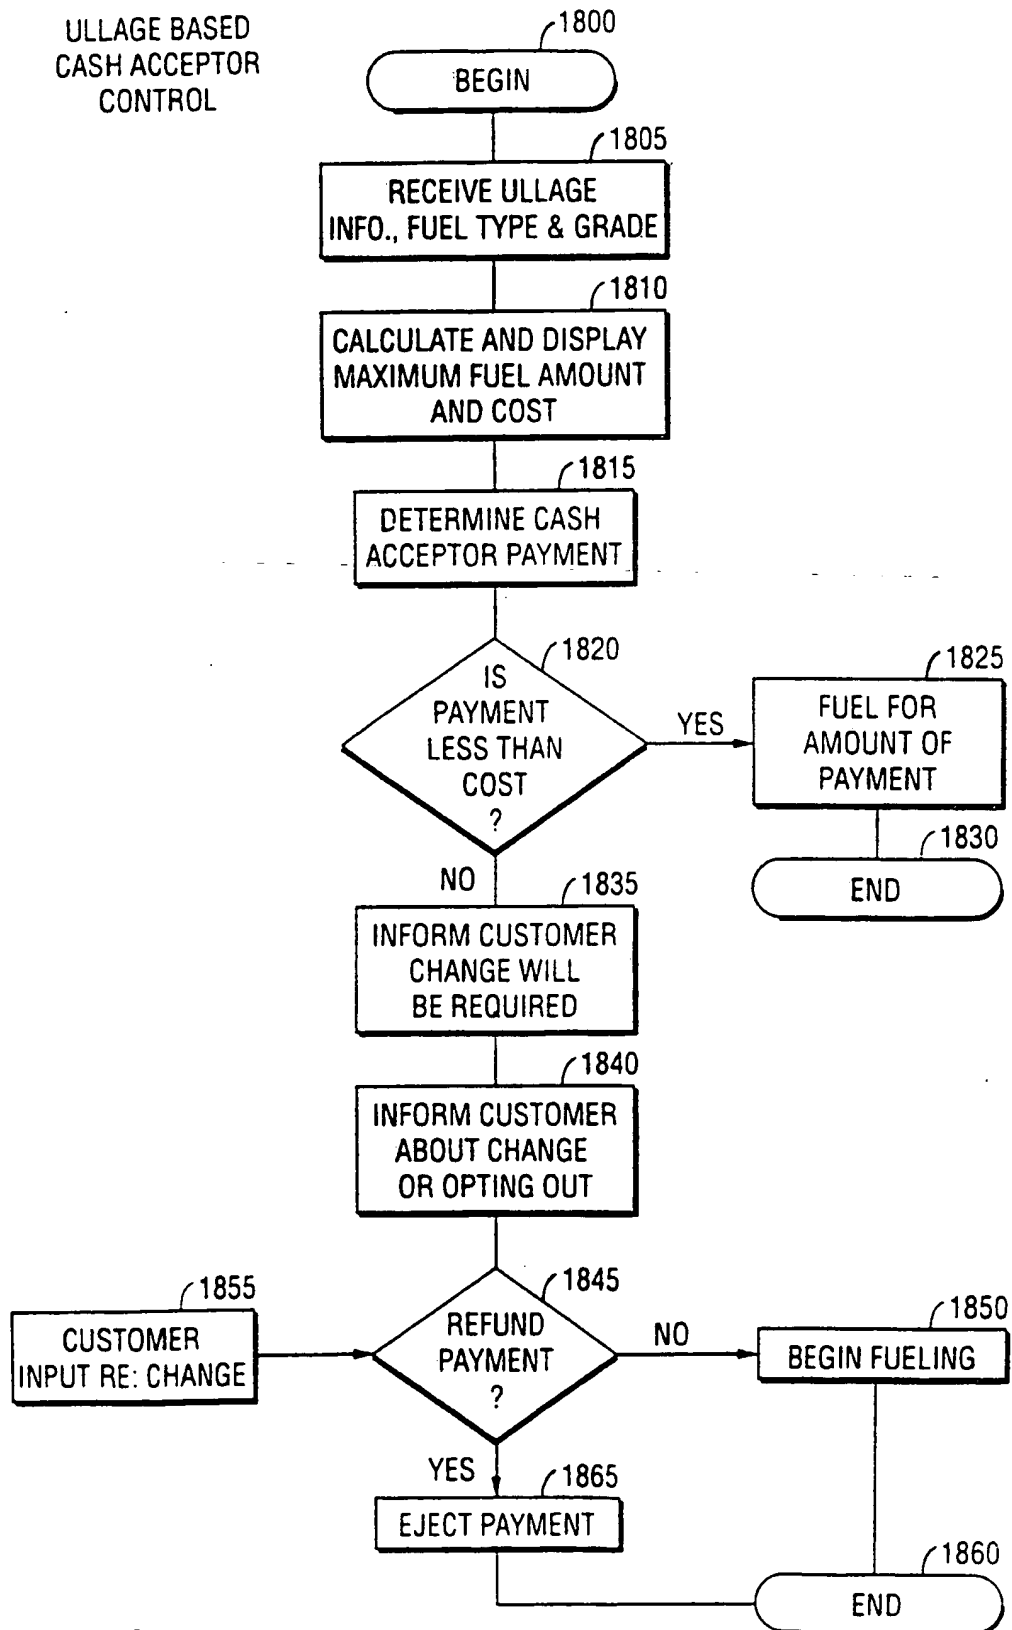 ULLAGE BASED
CASH ACCEPTOR
CONTROL
1800
BEGIN
1805
RECEIVE ULLAGE
INFO., FUEL TYPE & GRADE
1810
CALCULATE AND DISPLAY
MAXIMUM FUEL AMOUNT
AND COST
1815
DETERMINE CASH
ACCEPTOR PAYMENT
1820
IS
PAYMENT
LESS THAN
COST
?
YES
1825
FUEL FOR
AMOUNT OF
PAYMENT
1830
END
NO
1835
INFORM CUSTOMER
CHANGE WILL
BE REQUIRED
1840
INFORM CUSTOMER
ABOUT CHANGE
OR OPTING OUT
1855
CUSTOMER
INPUT RE: CHANGE
1845
REFUND
PAYMENT
?
NO
1850
BEGIN FUELING
YES
1865
EJECT PAYMENT
1860
END